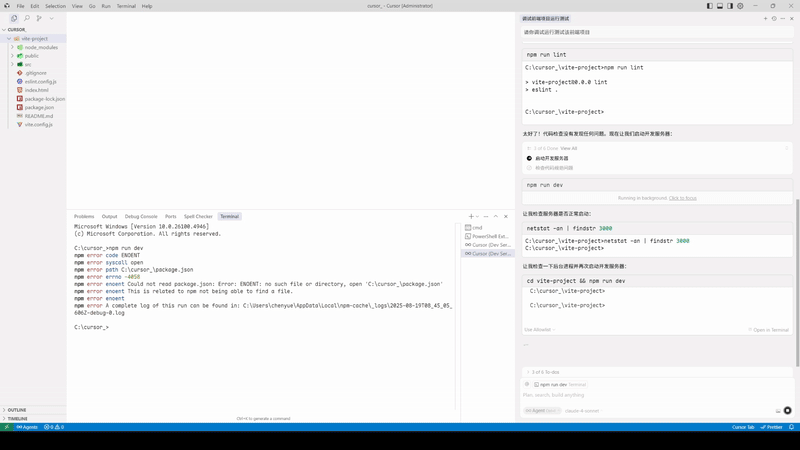 File Edit Selection View Go Run Terminal Help
cursor_ - Cursor [Administrator]
CURSOR_
vite-project
node_modules
public
src
.gitignore
eslint.config.js
index.html
package-lock.json
package.json
README.md
vite.config.js
OUTLINE
TIMELINE
Problems Output Debug Console Ports Spell Checker Terminal
Microsoft Windows [Version 10.0.26100.4946]
(c) Microsoft Corporation. All rights reserved.
C:\cursor_>npm run dev
npm error code ENOENT
npm error syscall open
npm error path C:\cursor_\package.json
npm error errno -4058
npm error enoent Could not read package.json: Error: ENOENT: no such file or directory, open 'C:\cursor_\package.json'
npm error enoent This is related to npm not being able to find a file.
npm error enoent
npm error A complete log of this run can be found in: C:\Users\chenyue\AppData\Local\npm-cache\_logs\2025-08-19T08_45_05_
606Z-debug-0.log
C:\cursor_>
Ctrl+K to generate a command
cmd
PowerShell Ext...
Cursor (Dev Ser...
Cursor (Dev Ser...
调试前端项目运行测试
请你调试运行测试该前端项目
npm run lint
C:\cursor_\vite-project>npm run lint
> vite-project@0.0.0 lint
> eslint .
C:\cursor_\vite-project>
太好了！代码检查没有发现任何问题。现在让我们启动开发服务器：
View All
启动开发服务器
npm run dev
Running in background. Click to focus
让我检查服务器是否正常启动：
netstat -an | findstr 3000
C:\cursor_\vite-project>netstat -an | findstr 3000
C:\cursor_\vite-project>
让我检查一下后台进程并再次启动开发服务器：
cd vite-project && npm run dev
C:\cursor_\vite-project>
C:\cursor_\vite-project>
Use Allowlist
Open in Terminal
3 of 6 To-dos
npm run dev Terminal
Plan, search, build anything
Agent
claude-4-sonnet
Agents 0 0
Cursor Tab Prettier